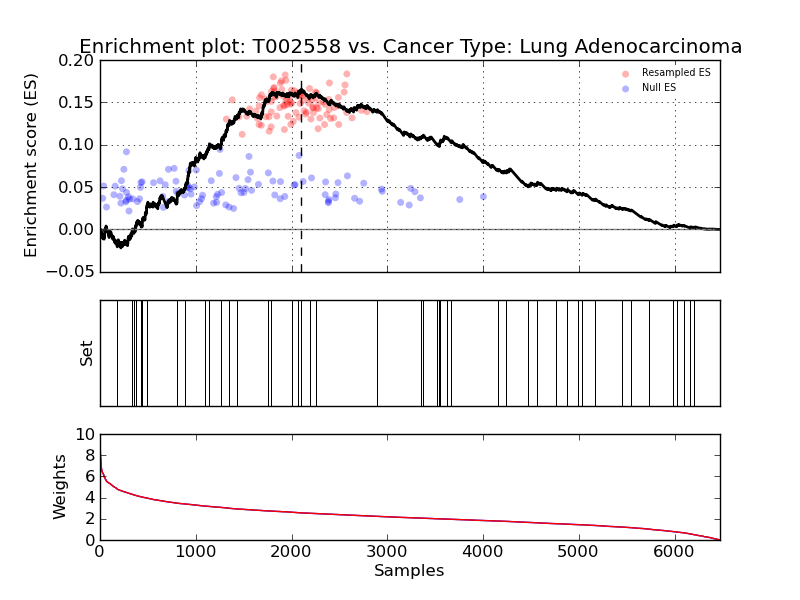 Enrichment plot: T002558 vs. Cancer Type: Lung Adenocarcinoma
Enrichment score (ES)
0.20
0.15
0.10
0.05
0.00
−0.05
Resampled ES
Null ES
Set
Weights
10
8
6
4
2
0
0 1000 2000 3000 4000 5000 6000
Samples